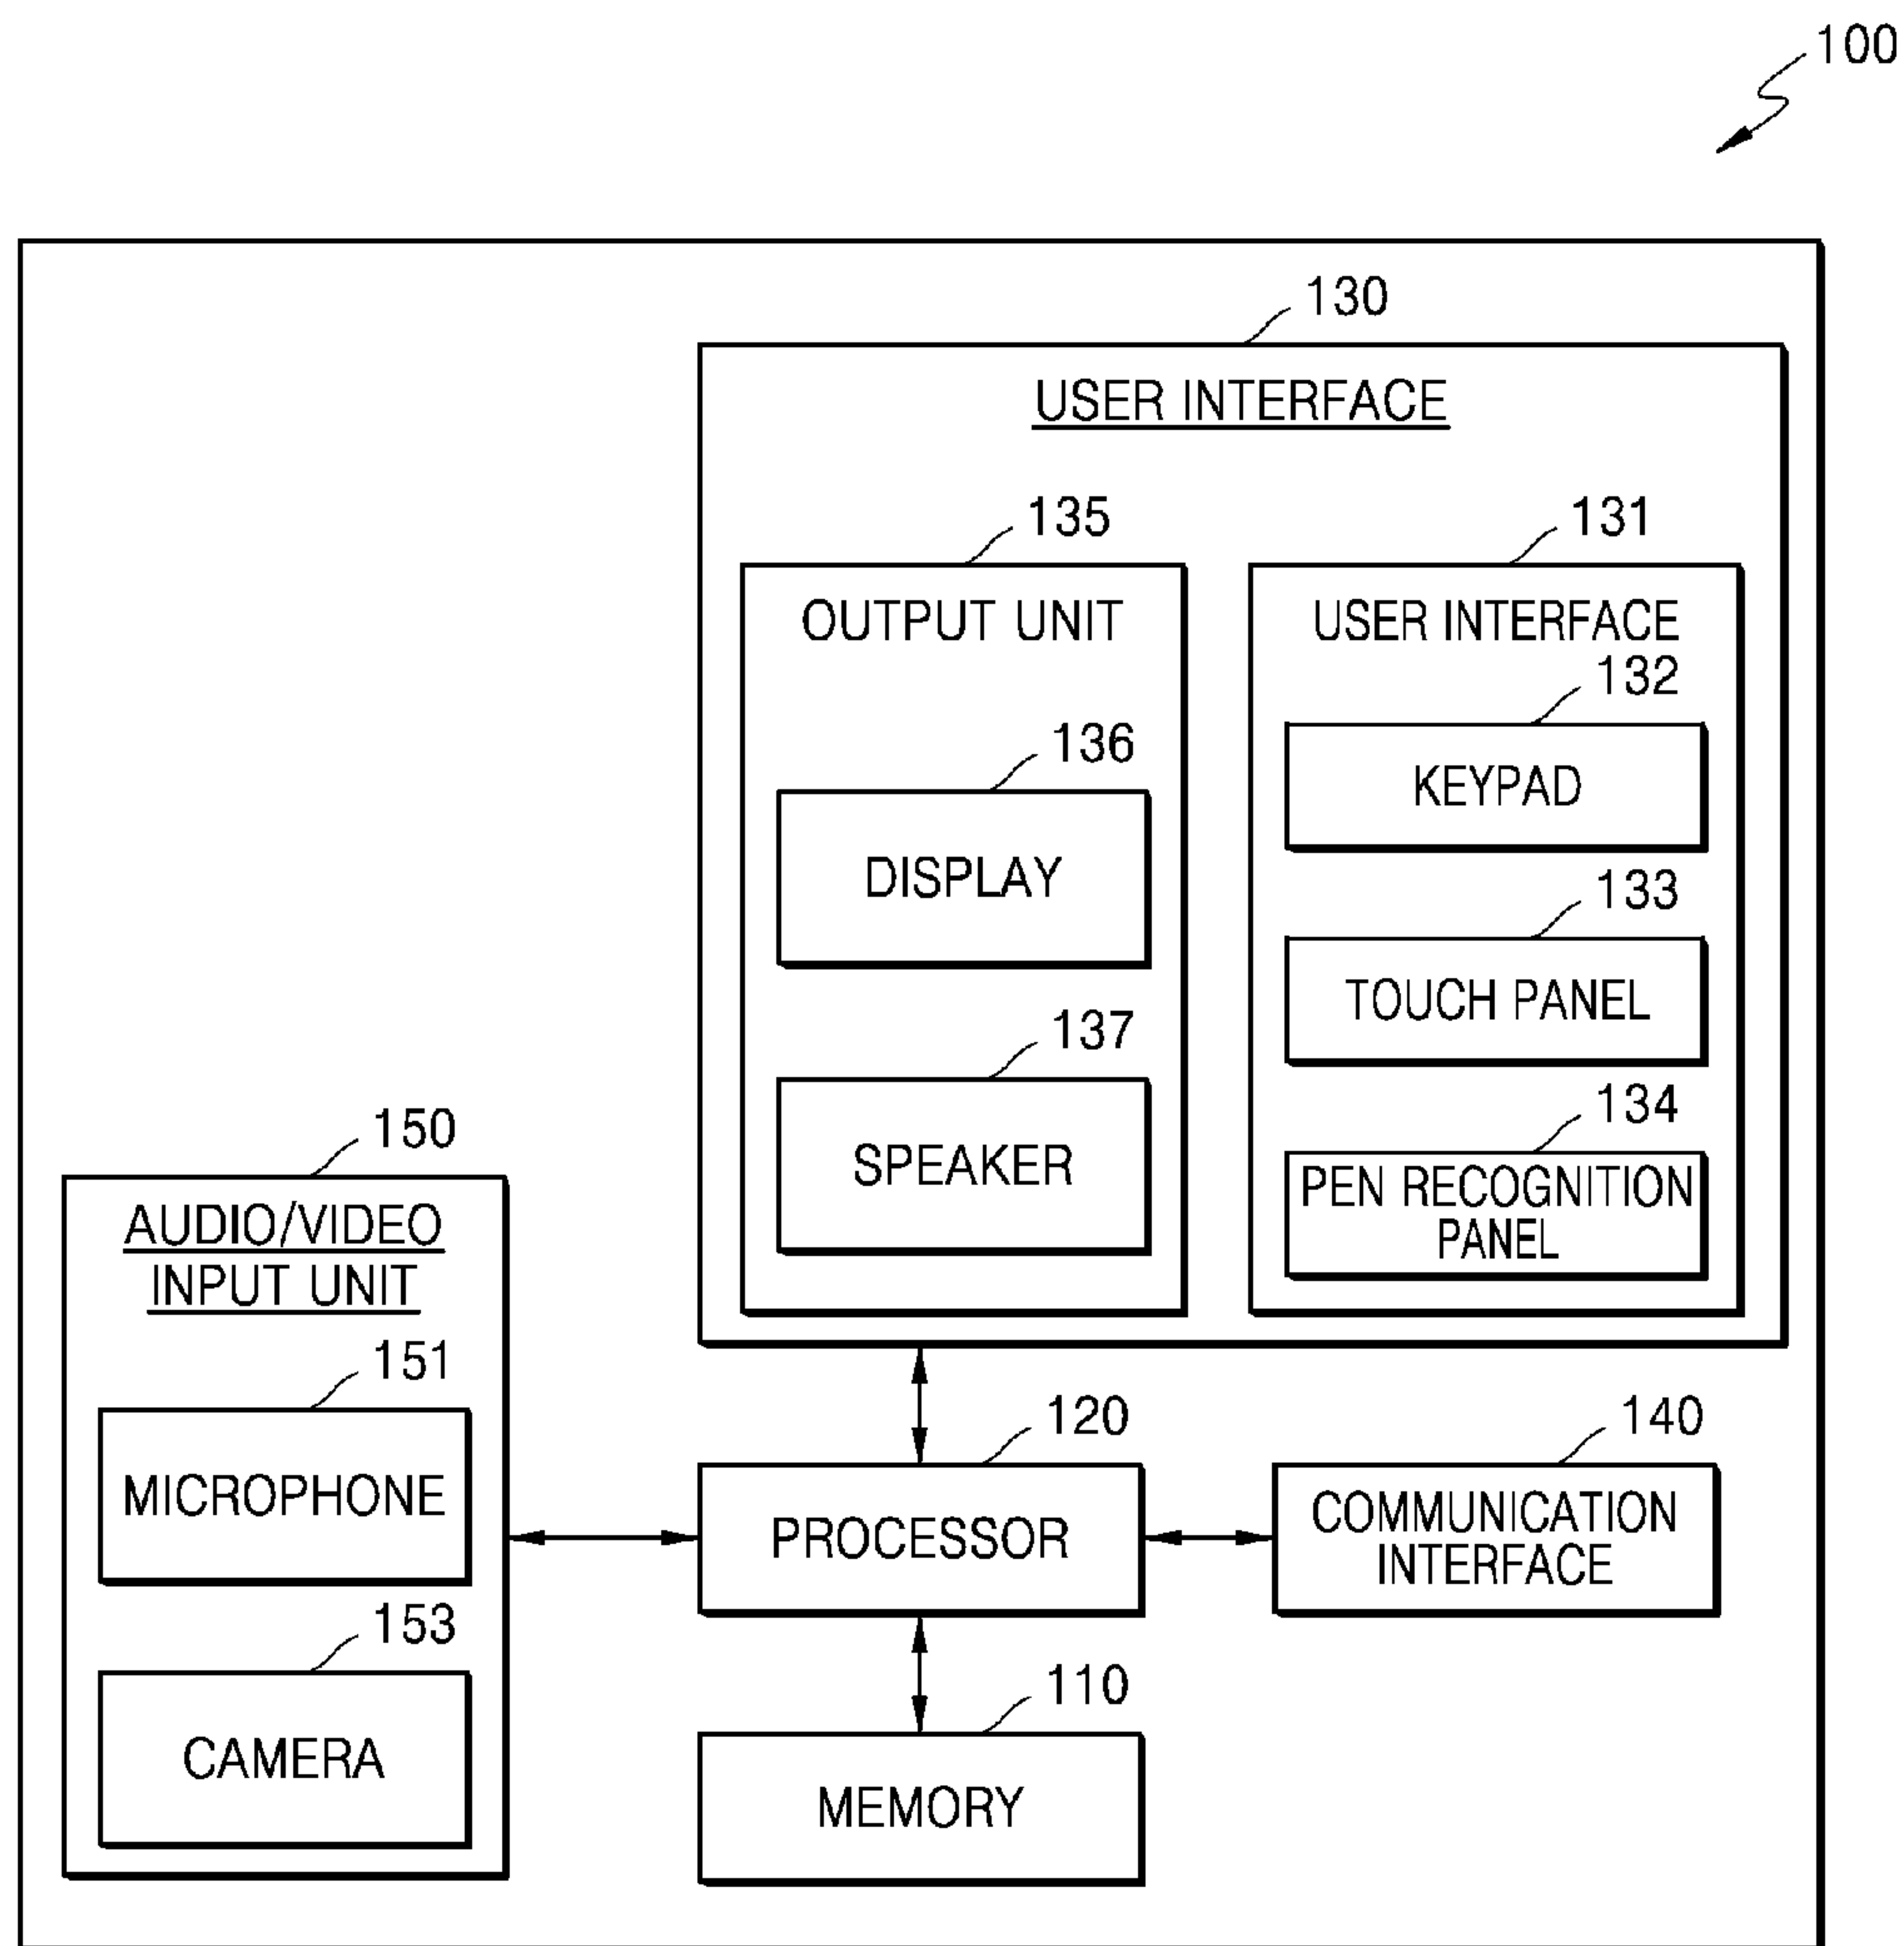 100
130
USER INTERFACE
135
OUTPUT UNIT
136
DISPLAY
137
SPEAKER
131
USER INTERFACE
132
KEYPAD
133
TOUCH PANEL
134
PEN RECOGNITION
PANEL
150
AUDIO/VIDEO
INPUT UNIT
151
MICROPHONE
153
CAMERA
120
PROCESSOR
140
COMMUNICATION
INTERFACE
110
MEMORY